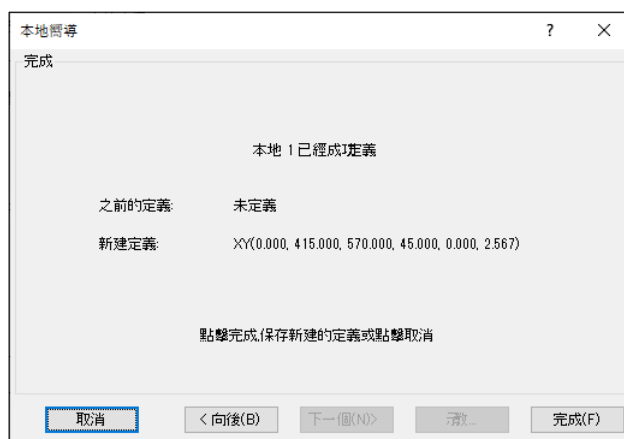 本地嚮導
?
完成
本地 1 已經成功定義
之前的定義:
未定義
新建定義:
XY(0.000, 415.000, 570.000, 45.000, 0.000, 2.567)
點擊完成,保存新建的定義或點擊取消
取消
< 向後(B)
下一個(N)>
完成(F)